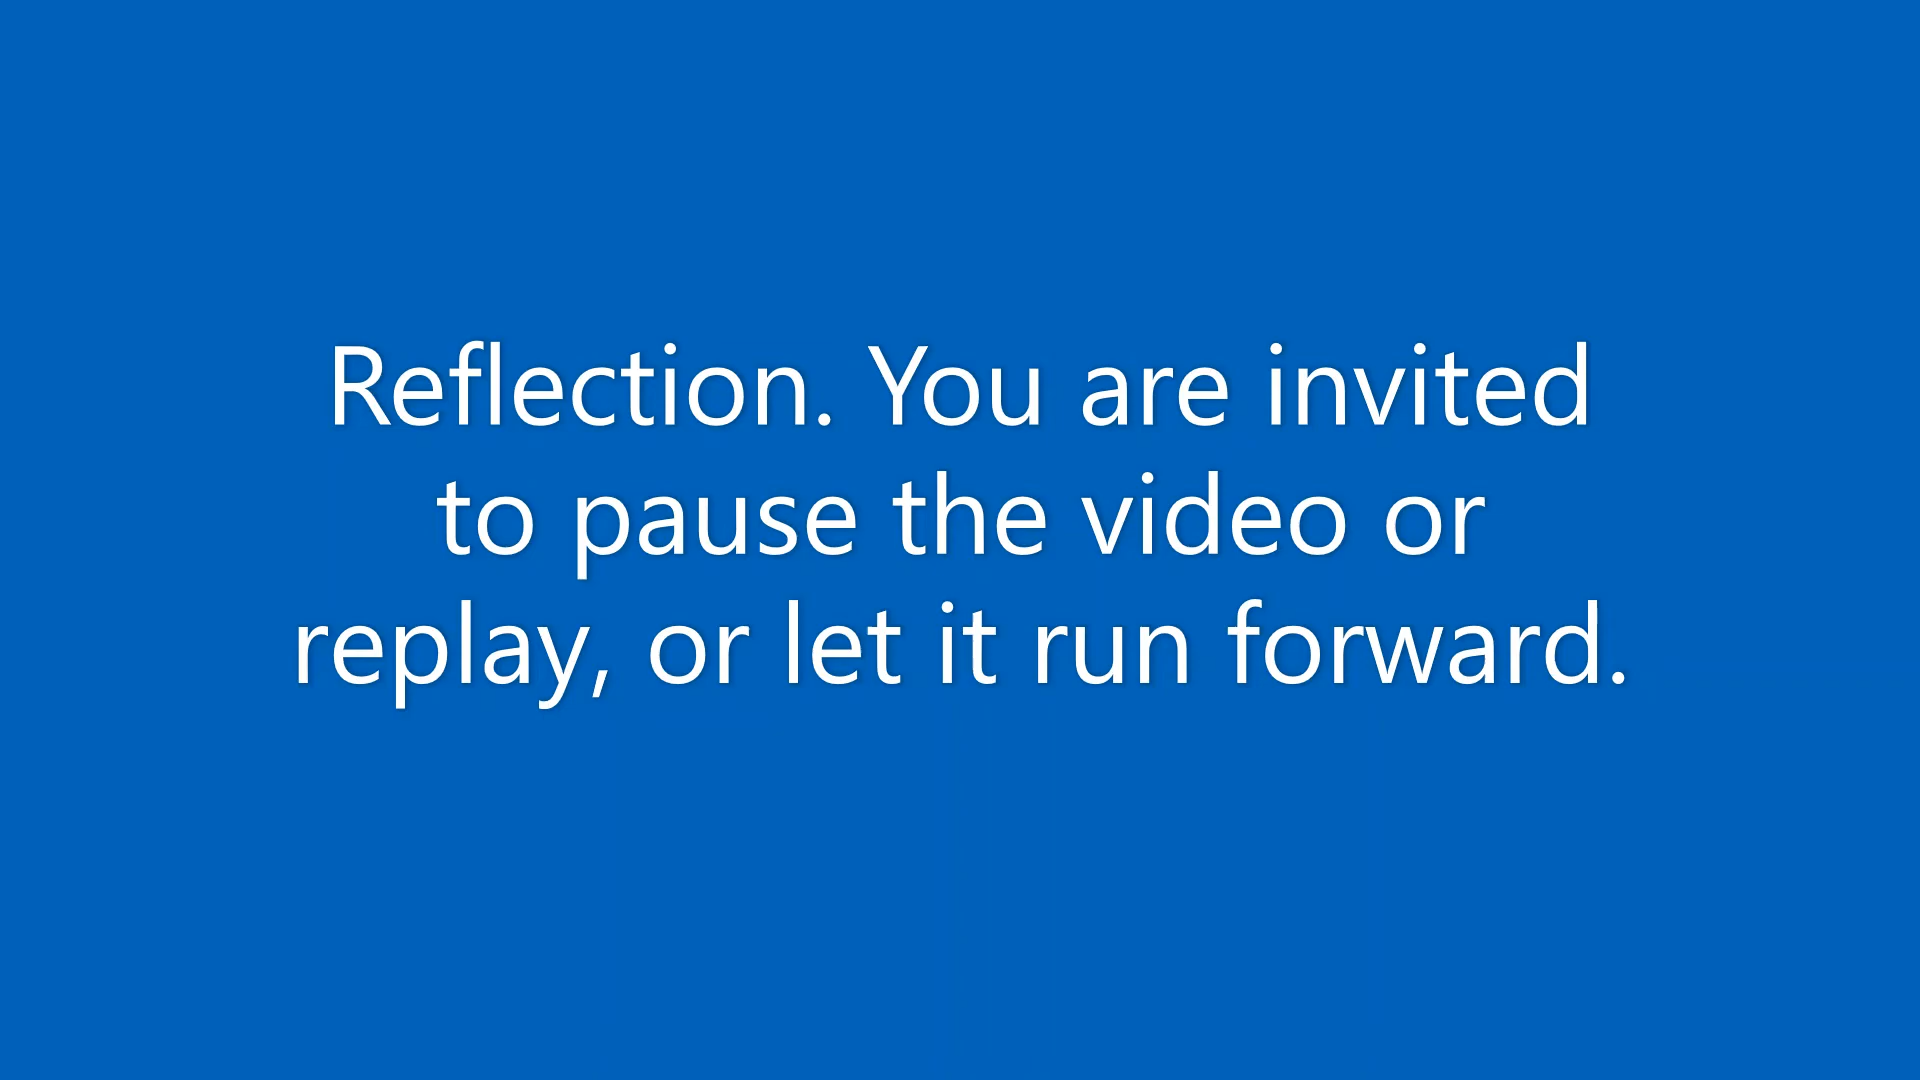 Reflection. You are invited
to pause the video or
replay, or let it run forward.